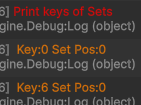 6] Print keys of Sets
gine.Debug:Log (object)
6] Key:0 Set Pos:0
gine.Debug:Log (object)
6] Key:6 Set Pos:0
gine.Debug:Log (object)